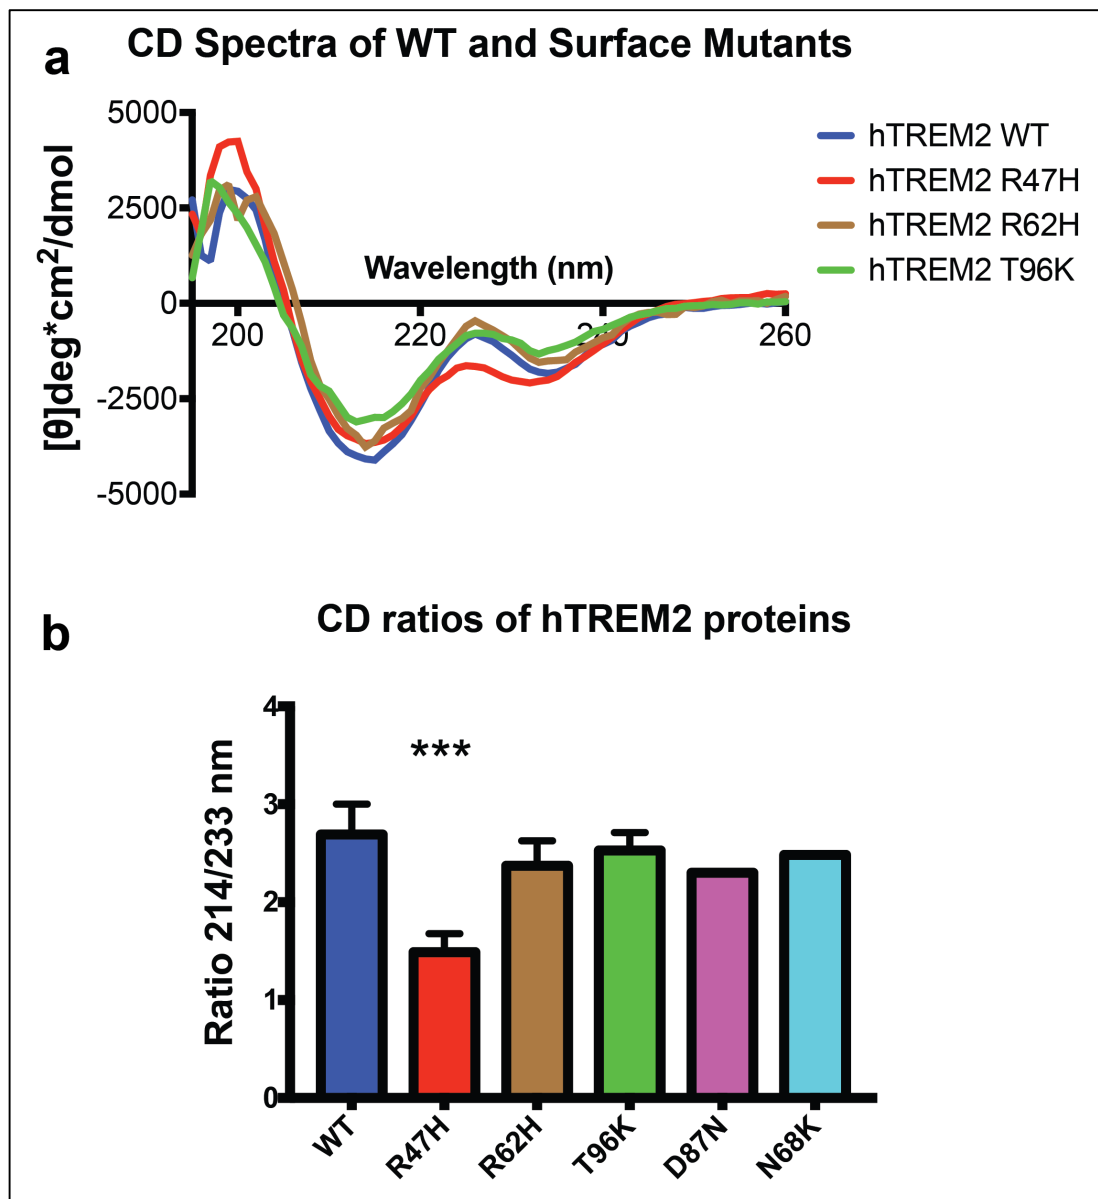 a
CD Spectra of WT and Surface Mutants
[θ]deg*cm²/dmol
5000
2500
0
-2500
-5000
Wavelength (nm)
200
220
240
260
hTREM2 WT
hTREM2 R47H
hTREM2 R62H
hTREM2 T96K
b
CD ratios of hTREM2 proteins
Ratio 214/233 nm
4
3
2
1
0
***
WT
R47H
R62H
T96K
D87N
N68K